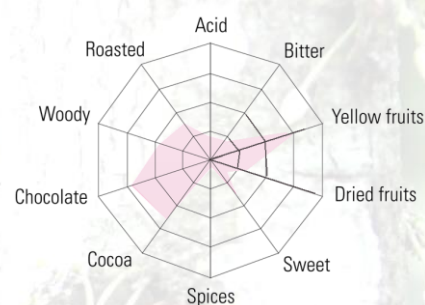 Acid
Roasted
Bitter
Woody
Yellow fruits
Chocolate
Dried fruits
Cocoa
Sweet
Spices